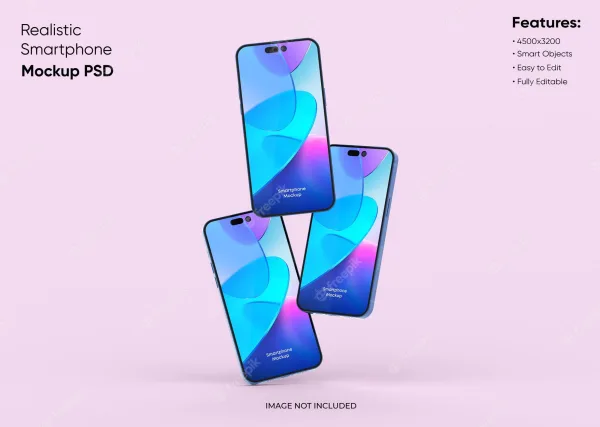 Realistic
Smartphone
Mockup PSD
Features:
• 4500x3200
• Smart Objects
• Easy to Edit
• Fully Editable
Smartphone
Mockup
Smartphone
Mockup
Smartphone
Mockup
freepik
freepik
freepik
IMAGE NOT INCLUDED